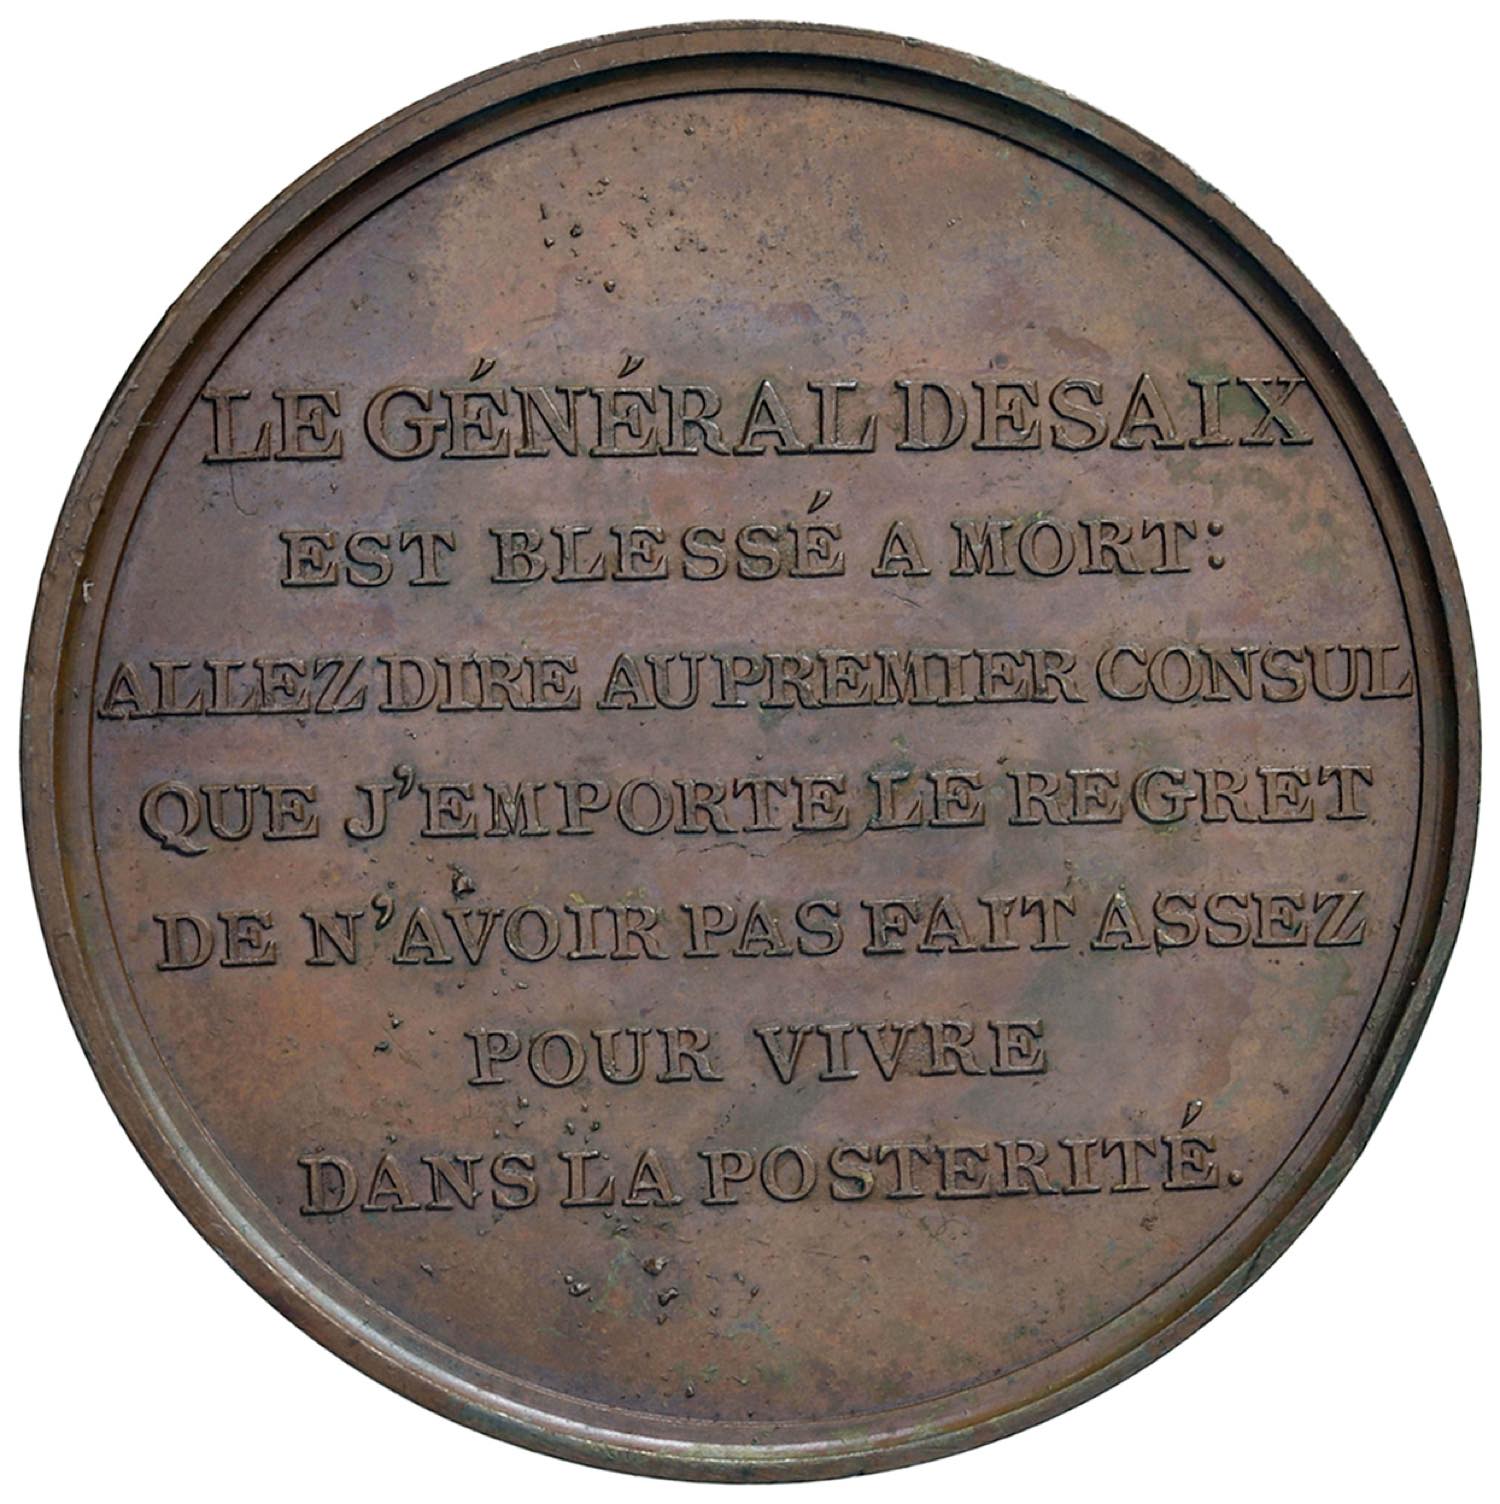 LE GÉNÉRAL DESAIX
EST BLESSÉ A MORT:
ALLEZ DIRE AU PREMIER CONSUL
QUE J'EMPORTE LE REGRET
DE N'AVOIR PAS FAIT ASSEZ
POUR VIVRE
DANS LA POSTERITÉ.